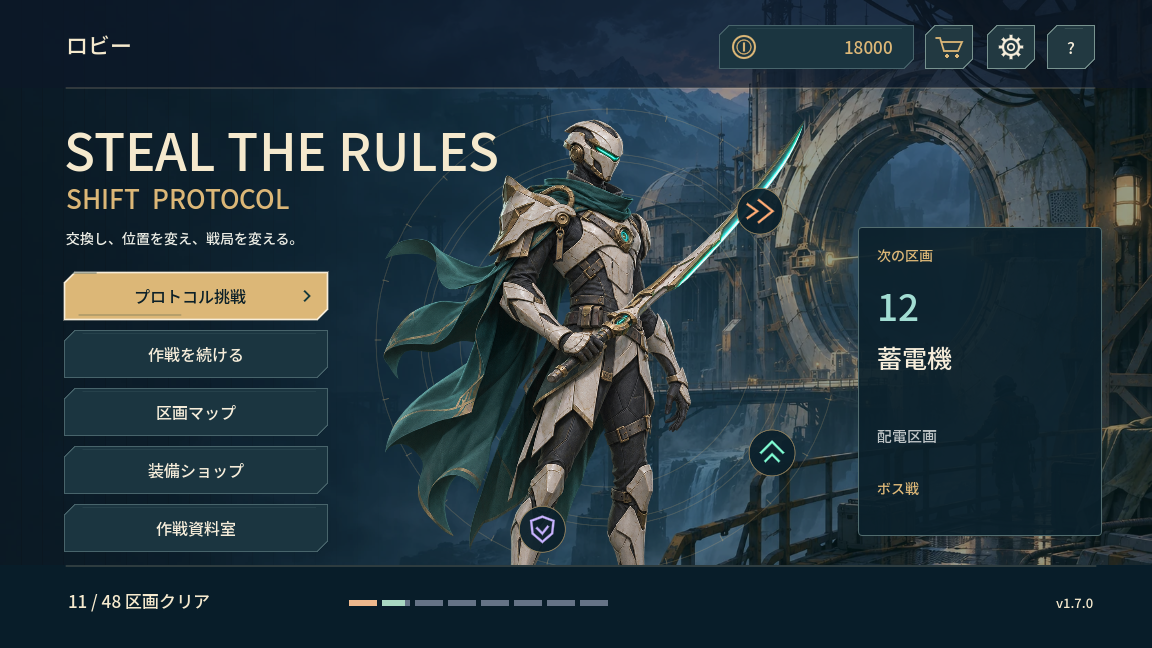 ロビー
18000
?
STEAL THE RULES
SHIFT PROTOCOL
交換し、位置を変え、戦局を変える。
プロトコル挑戦
作戦を続ける
区画マップ
装備ショップ
作戦資料室
次の区画
12
蓄電機
配電区画
ボス戦
11 / 48 区画クリア
v1.7.0